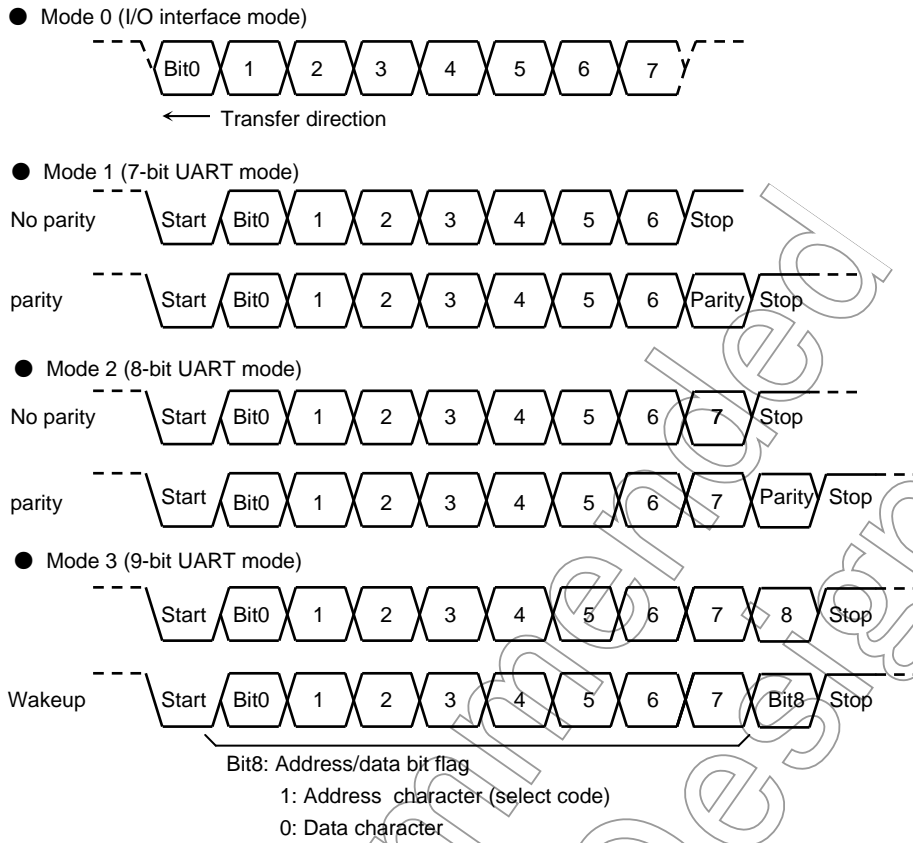 ● Mode 0 (I/O interface mode)
Bit0 1 2 3 4 5 6 7
← Transfer direction
● Mode 1 (7-bit UART mode)
No parity Start Bit0 1 2 3 4 5 6 Stop
parity Start Bit0 1 2 3 4 5 6 Parity Stop
● Mode 2 (8-bit UART mode)
No parity Start Bit0 1 2 3 4 5 6 7 Stop
parity Start Bit0 1 2 3 4 5 6 7 Parity Stop
● Mode 3 (9-bit UART mode)
Start Bit0 1 2 3 4 5 6 7 8 Stop
Wakeup Start Bit0 1 2 3 4 5 6 7 Bit8 Stop
Bit8: Address/data bit flag
1: Address character (select code)
0: Data character